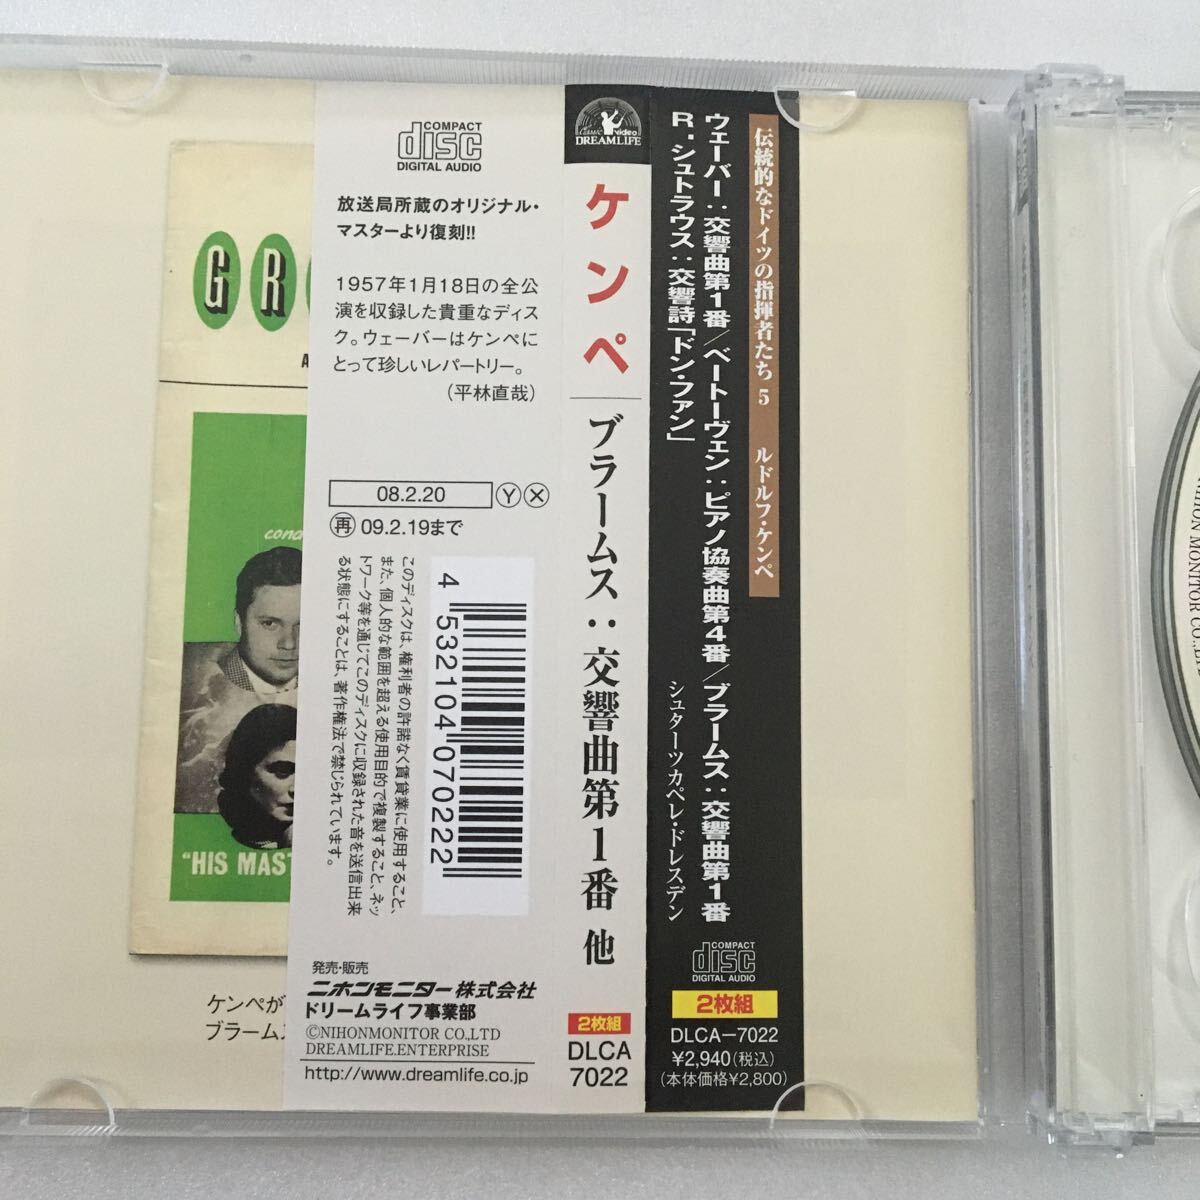 GR
A
cond
"HIS MAST
ケンペが
ブラームス
COMPACT
disc
DIGITAL AUDIO
放送局所蔵のオリジナル・
マスターより復刻!!
1957年1月18日の全公
演を収録した貴重なディス
ク。ウェーバーはケンペに
とって珍しいレパートリー。
(平林直哉)
08.2.20 Ⓨ Ⓧ
㊢09.2.19まで
このディスクは、権利者の許諾なく賃貸業に使用すること、
また、個人的な範囲を超える使用目的で複製すること、ネッ
トワーク等を通じてこのディスクに収録された音を送信出来
る状態にすることは、著作権法で禁じられています。
4 532104 070222
発売・販売
ニホンモニター株式会社
ドリームライフ事業部
©NIHONMONITOR CO.,LTD
DREAMLIFE.ENTERPRISE
http://www.dreamlife.co.jp
video
DREAMLIFE
ケンペ
ブラームス:交響曲第1番 他
2枚組
DLCA
7022
伝統的なドイツの指揮者たち 5 ルドルフ・ケンペ
ウェーバー:交響曲第1番/ベートーヴェン:ピアノ協奏曲第4番/ブラームス:交響曲第1番
R.シュトラウス:交響詩「ドン・ファン」
シュターツカペレ・ドレスデン
COMPACT
disc
DIGITAL AUDIO
2枚組
DLCA-7022
¥2,940(税込)
(本体価格¥2,800)
NIHON MONITOR CO.,LTD